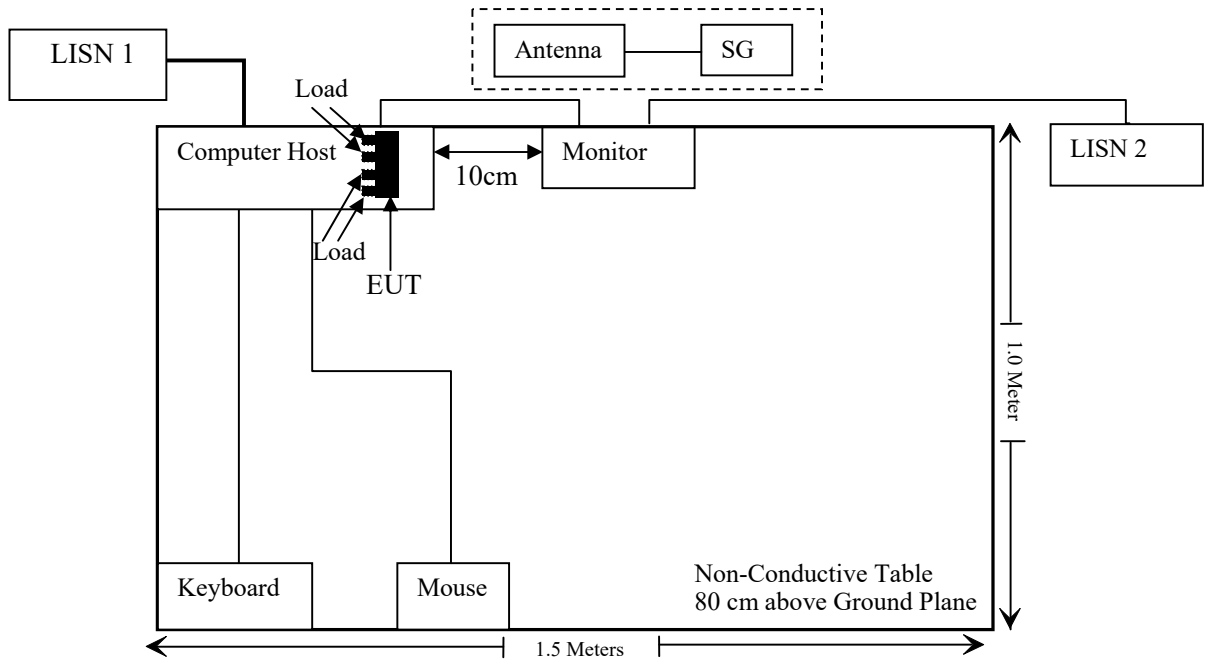 LISN 1
Antenna
SG
Load
Computer Host
10cm
Monitor
LISN 2
Load
EUT
1.0 Meter
Keyboard
Mouse
Non-Conductive Table
80 cm above Ground Plane
1.5 Meters